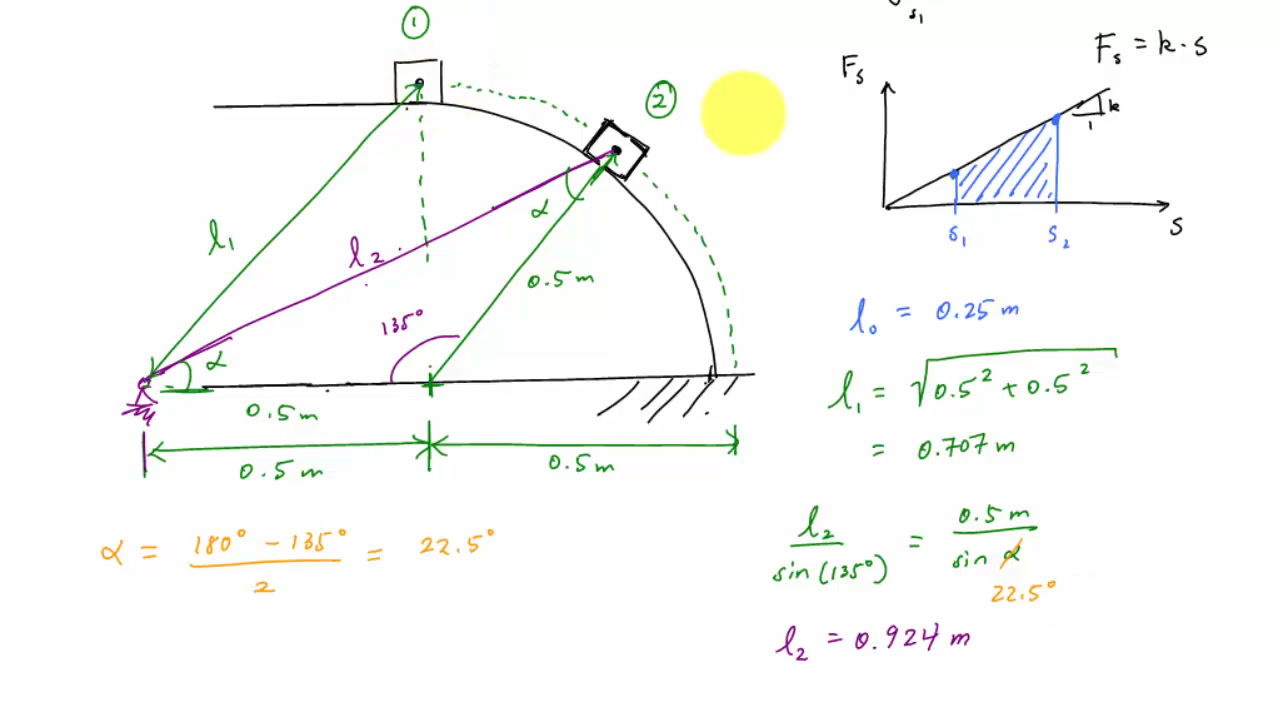 ①
②
s₁
Fₛ = k · s
Fₛ
k
1
s₁
s₂
s
l₁
l₂
α
0.5 m
135°
α
0.5 m
0.5 m
0.5 m
l₀ = 0.25 m
l₁ = √0.5² + 0.5²
= 0.707 m
l₂ / sin(135°) = 0.5 m / sin α
22.5°
l₂ = 0.924 m
α = 180° − 135° / 2 = 22.5°